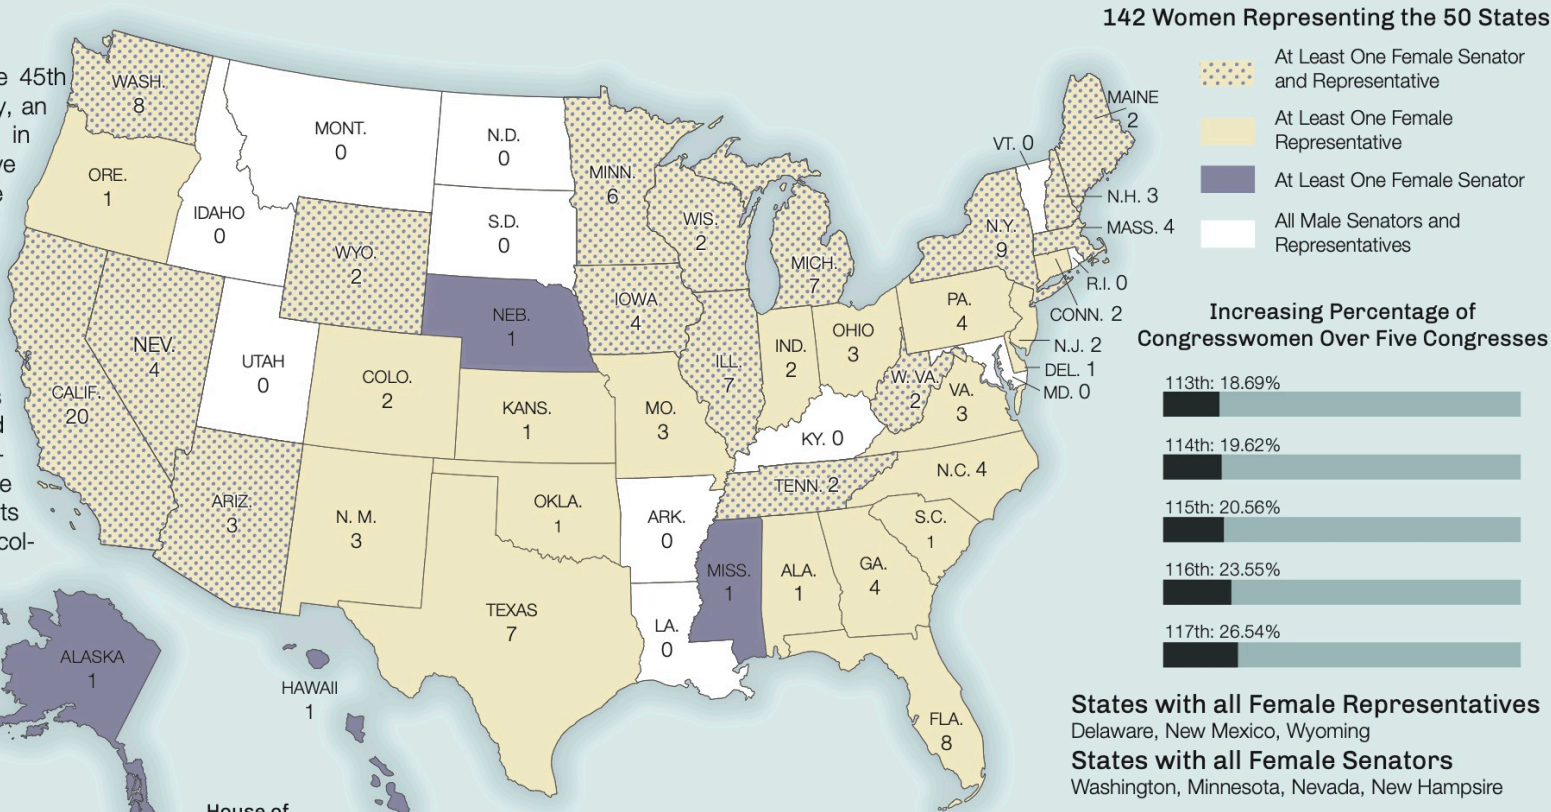 e 45th
y, an
in
ve
e
s
d
-
e
ts
col-
WASH.
8
ORE.
1
CALIF.
20
NEV.
4
IDAHO
0
MONT.
0
WYO.
2
UTAH
0
ARIZ.
3
COLO.
2
N. M.
3
N.D.
0
S.D.
0
NEB.
1
KANS.
1
OKLA.
1
TEXAS
7
MINN.
6
IOWA
4
MO.
3
ARK.
0
LA.
0
WIS.
2
ILL.
7
MICH.
7
IND.
2
OHIO
3
KY. 0
TENN. 2
MISS.
1
ALA.
1
GA.
4
FLA.
8
S.C.
1
N.C. 4
VA.
3
W. VA.
2
PA.
4
N.Y.
9
VT. 0
MAINE
2
N.H. 3
MASS. 4
R.I. 0
CONN. 2
N.J. 2
DEL. 1
MD. 0
ALASKA
1
HAWAII
1
House of
142 Women Representing the 50 States
At Least One Female Senator
and Representative
At Least One Female
Representative
At Least One Female Senator
All Male Senators and
Representatives
Increasing Percentage of
Congresswomen Over Five Congresses
113th: 18.69%
114th: 19.62%
115th: 20.56%
116th: 23.55%
117th: 26.54%
States with all Female Representatives
Delaware, New Mexico, Wyoming
States with all Female Senators
Washington, Minnesota, Nevada, New Hampsire